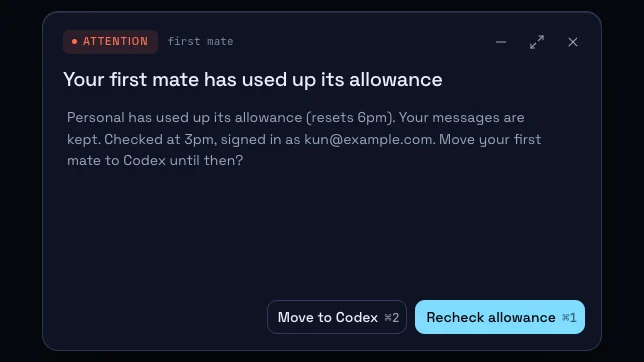 ATTENTION first mate
Your first mate has used up its allowance
Personal has used up its allowance (resets 6pm). Your messages are
kept. Checked at 3pm, signed in as kun@example.com. Move your first
mate to Codex until then?
Move to Codex ⌘2 Recheck allowance ⌘1